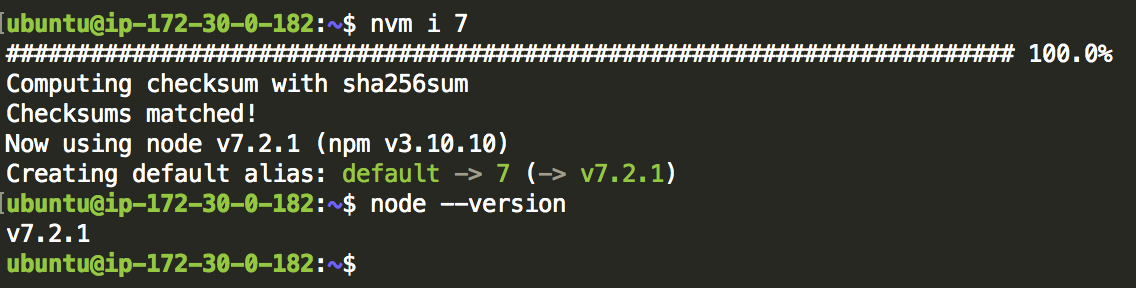 ubuntu@ip-172-30-0-182:~$ nvm i 7
######################################################################## 100.0%
Computing checksum with sha256sum
Checksums matched!
Now using node v7.2.1 (npm v3.10.10)
Creating default alias: default -> 7 (-> v7.2.1)
ubuntu@ip-172-30-0-182:~$ node --version
v7.2.1
ubuntu@ip-172-30-0-182:~$